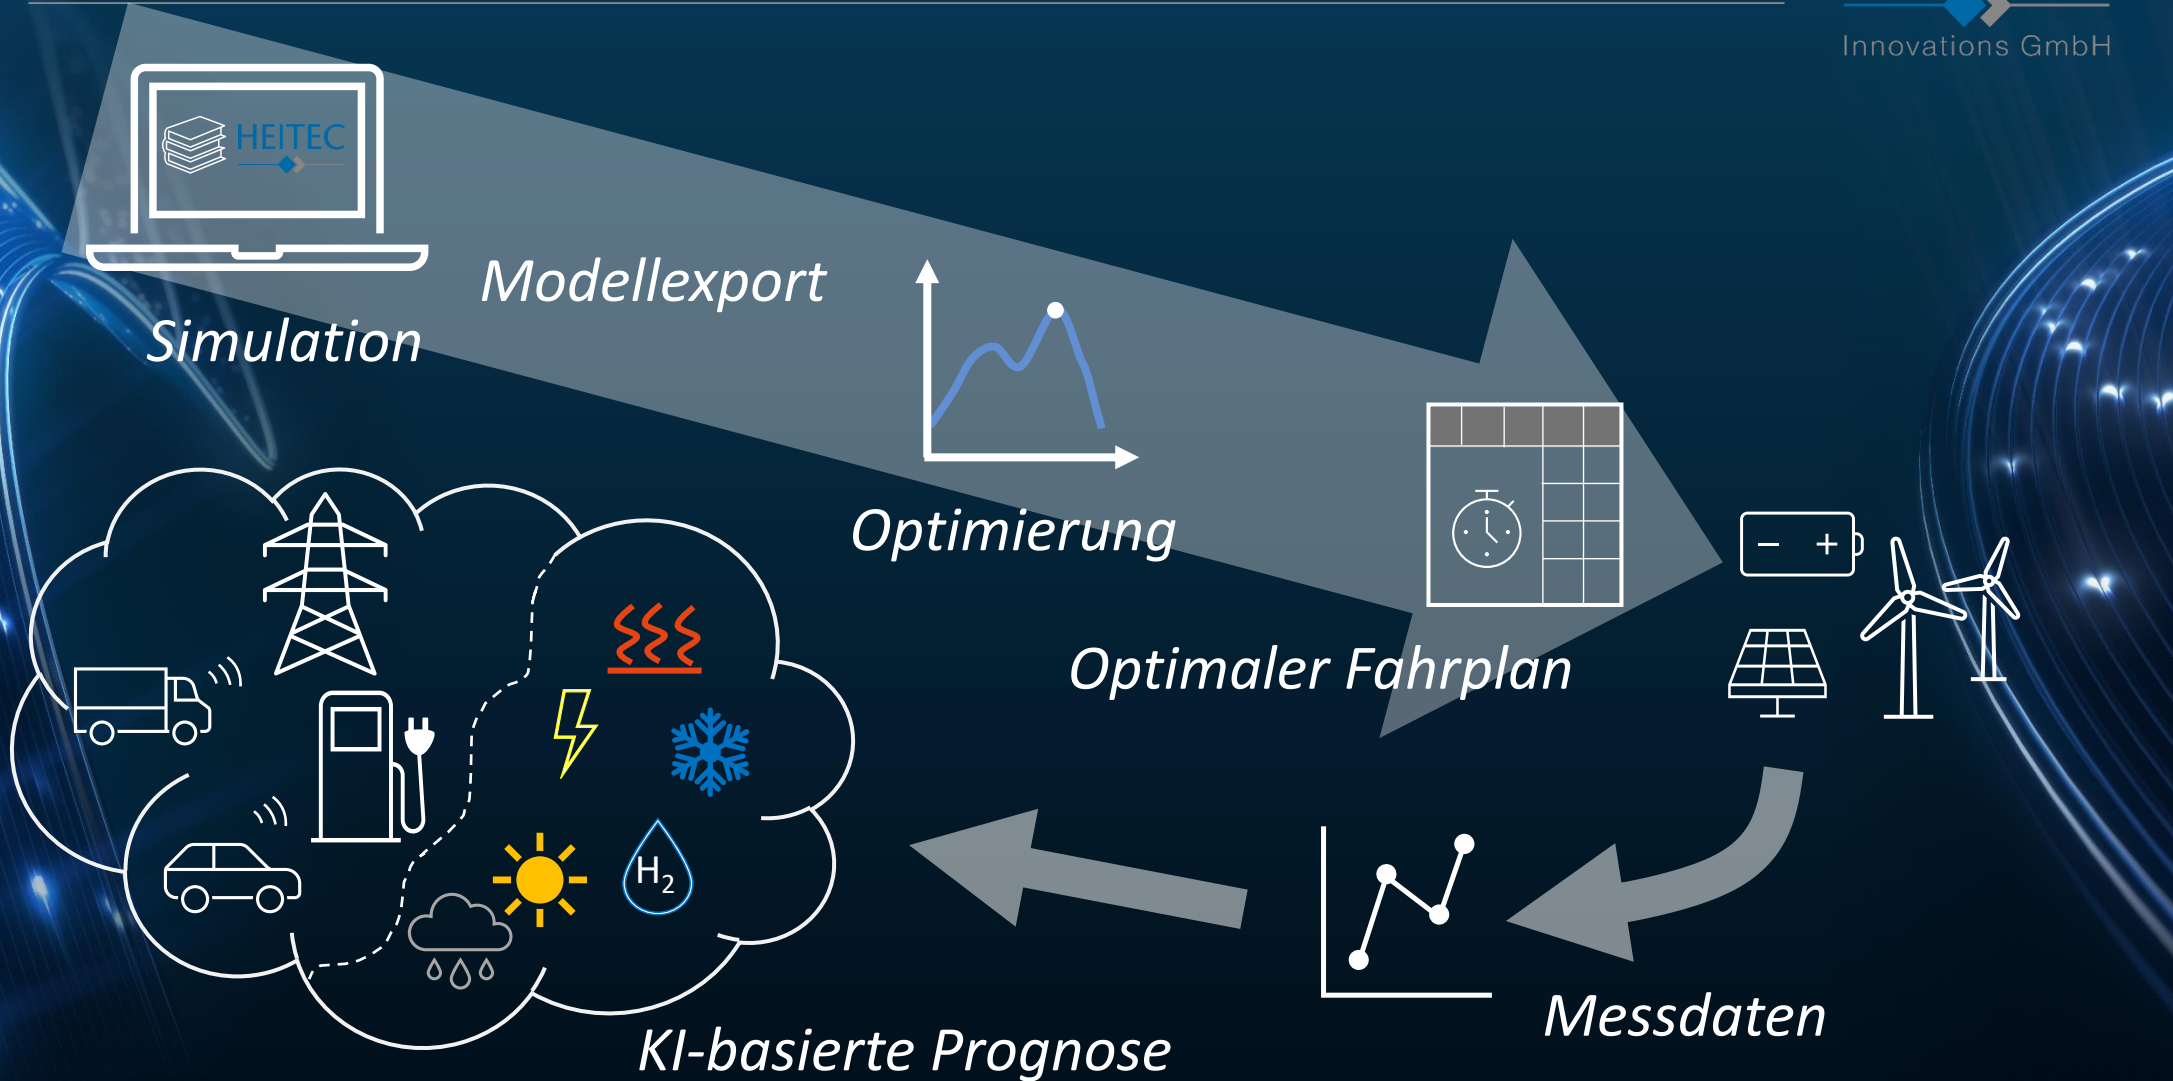 Innovations GmbH
HEITEC
Modellexport
Simulation
Optimierung
Optimaler Fahrplan
− +
H₂
Messdaten
KI-basierte Prognose